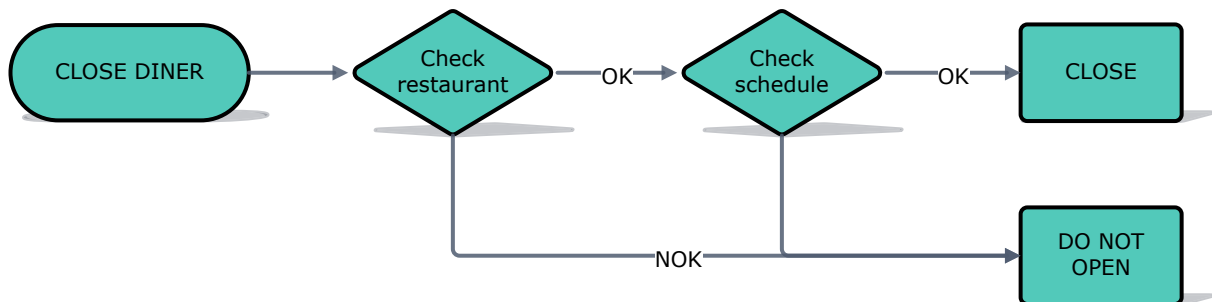 CLOSE DINER
Check
restaurant
OK
Check
schedule
OK
CLOSE
NOK
DO NOT
OPEN